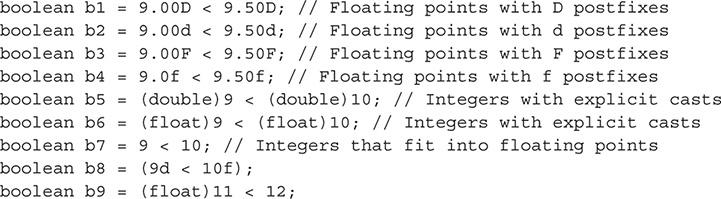 boolean b1 = 9.00D < 9.50D; // Floating points with D postfixes
boolean b2 = 9.00d < 9.50d; // Floating points with d postfixes
boolean b3 = 9.00F < 9.50F; // Floating points with F postfixes
boolean b4 = 9.0f < 9.50f; // Floating points with f postfixes
boolean b5 = (double)9 < (double)10; // Integers with explicit casts
boolean b6 = (float)9 < (float)10; // Integers with explicit casts
boolean b7 = 9 < 10; // Integers that fit into floating points
boolean b8 = (9d < 10f);
boolean b9 = (float)11 < 12;